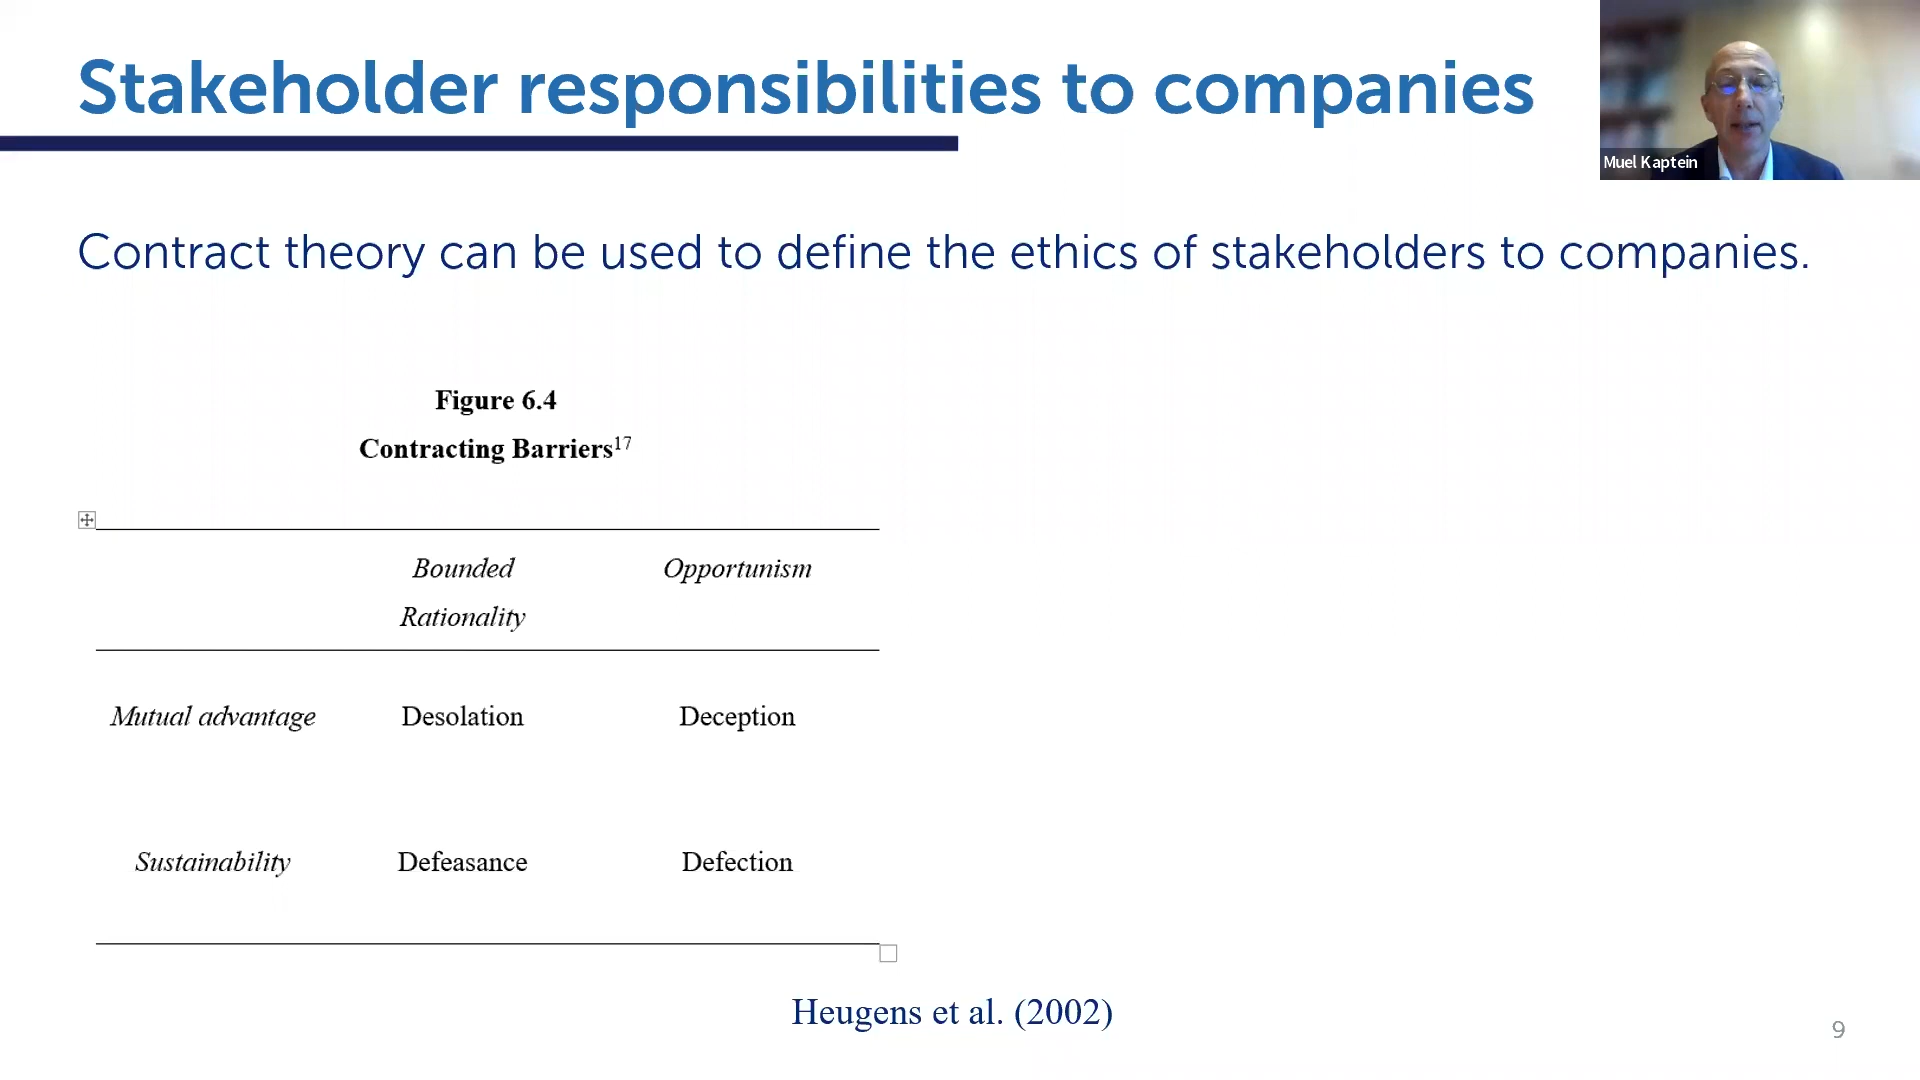 Stakeholder responsibilities to companies
Muel Kaptein
Contract theory can be used to define the ethics of stakeholders to companies.
Figure 6.4
Contracting Barriers17
Bounded Opportunism
Rationality
Mutual advantage Desolation Deception
Sustainability Defeasance Defection
Heugens et al. (2002)
9